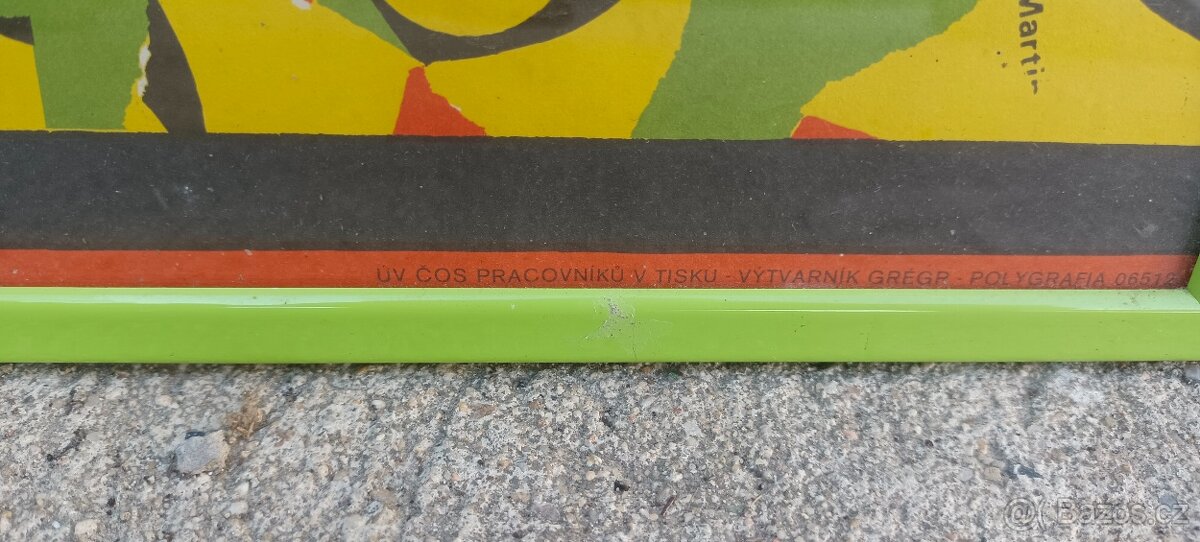 Marti
ÚV ČOS PRACOVNÍKŮ V TISKU - VÝTVARNÍK GRÉGR - POLYGRAFIA 06512
@Bazos.cz